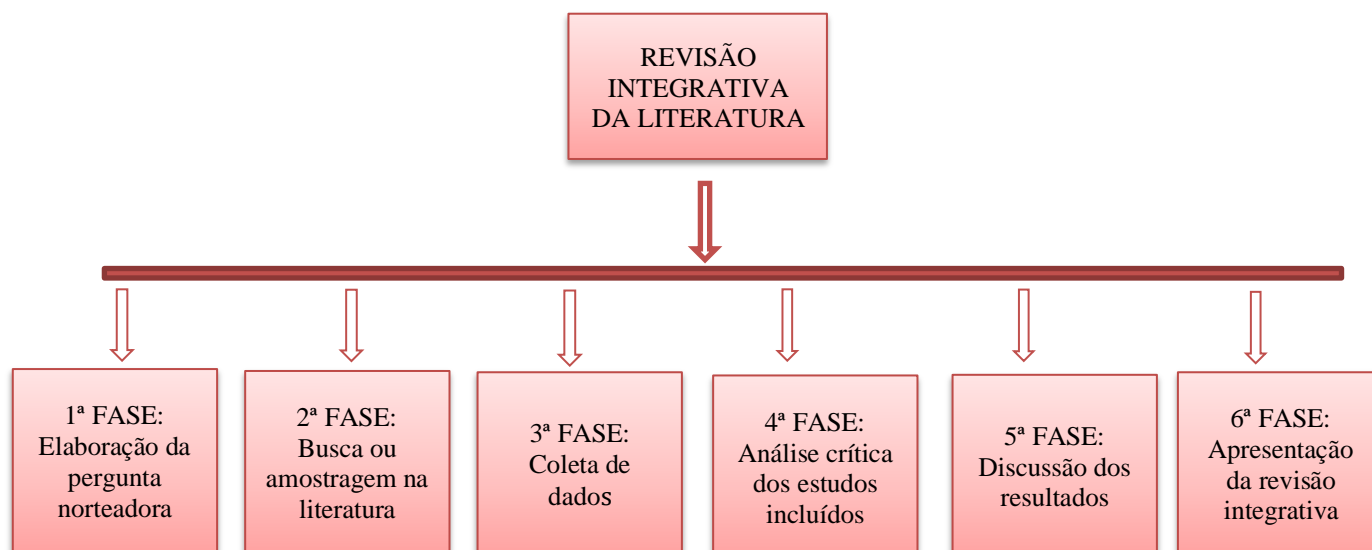 REVISÃO
INTEGRATIVA
DA LITERATURA
1ª FASE:
Elaboração da
pergunta
norteadora
2ª FASE:
Busca ou
amostragem na
literatura
3ª FASE:
Coleta de
dados
4ª FASE:
Análise crítica
dos estudos
incluídos
5ª FASE:
Discussão dos
resultados
6ª FASE:
Apresentação
da revisão
integrativa